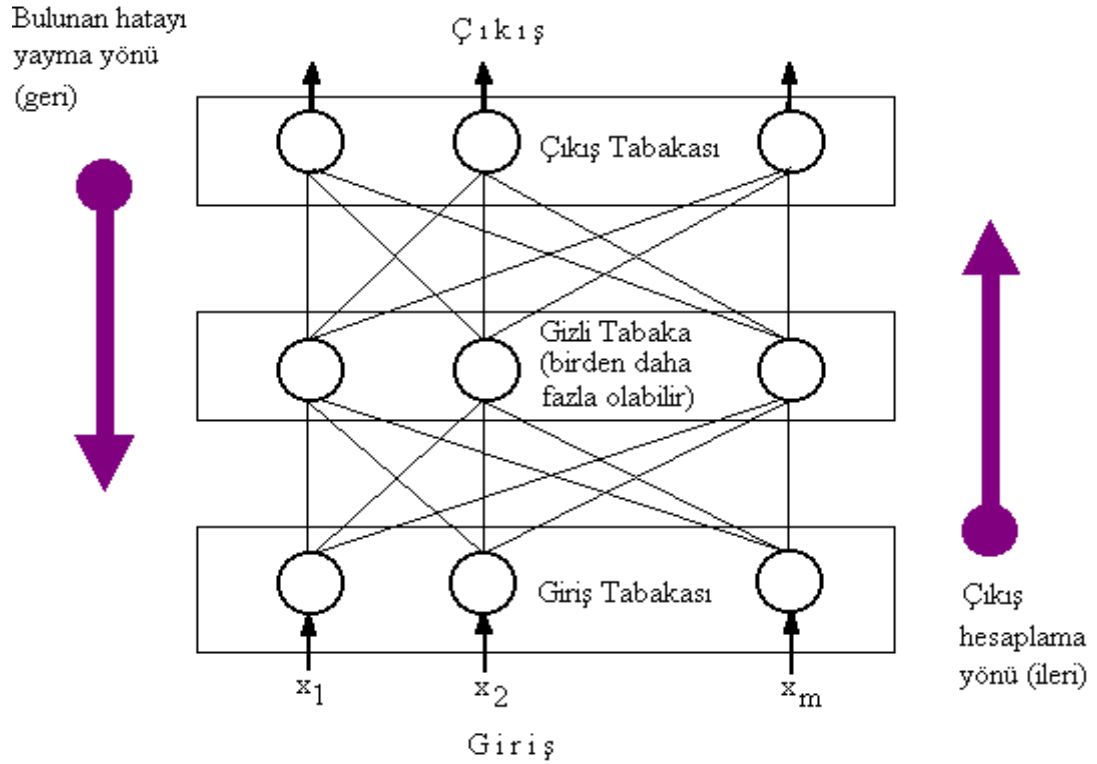 Bulunan hatayı
yayma yönü
(geri)
Ç ı k ı ş
Çıkış Tabakası
Gizli Tabaka
(birden daha
fazla olabilir)
Giriş Tabakası
Çıkış
hesaplama
yönü (ileri)
x1 x2 xm
G i r i ş